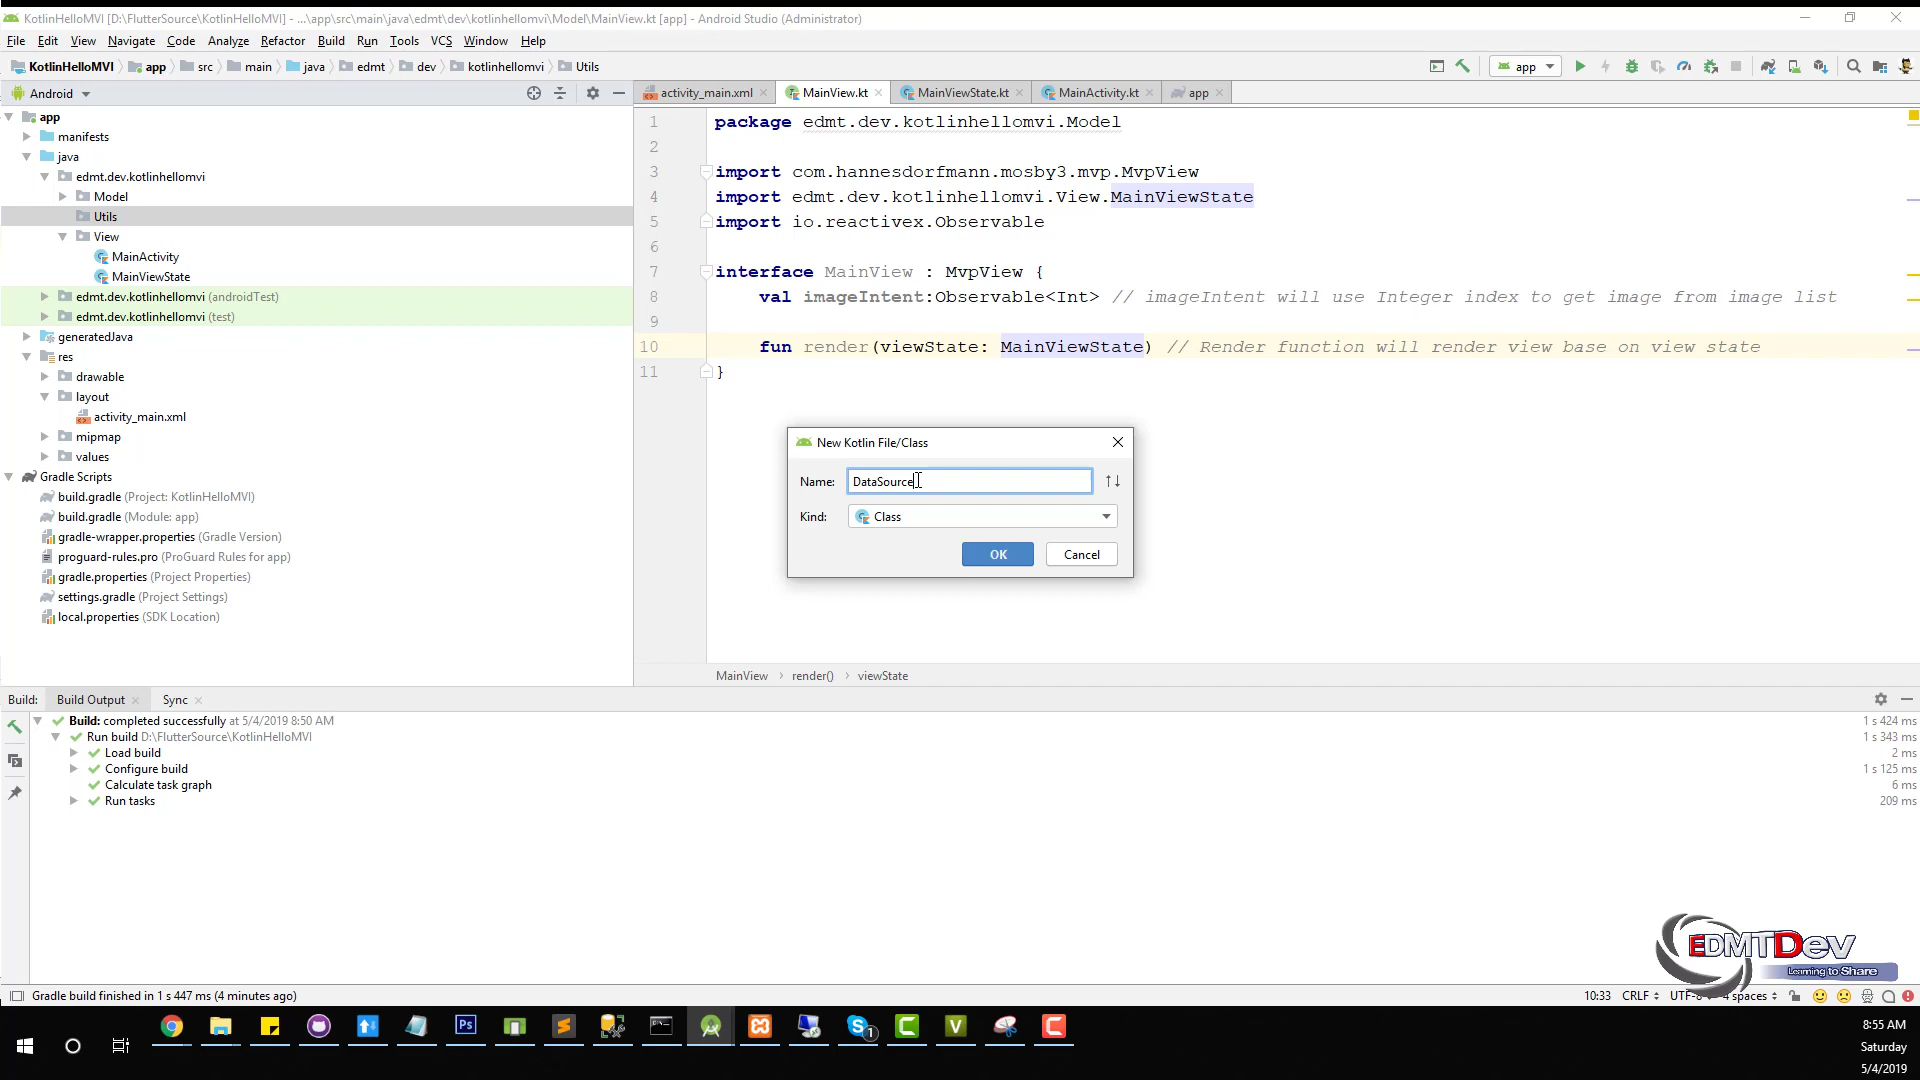 KotlinHelloMVI [D:\FlutterSource\KotlinHelloMVI] - ...\app\src\main\java\edmt\dev\kotlinhellomvi\Model\MainView.kt [app] - Android Studio (Administrator)
File Edit View Navigate Code Analyze Refactor Build Run Tools VCS Window Help
KotlinHelloMVI app src main java edmt dev kotlinhellomvi Utils
app
Android
activity_main.xml MainView.kt MainViewState.kt MainActivity.kt app
app
manifests
java
edmt.dev.kotlinhellomvi
Model
Utils
View
MainActivity
MainViewState
edmt.dev.kotlinhellomvi (androidTest)
edmt.dev.kotlinhellomvi (test)
generatedJava
res
drawable
layout
activity_main.xml
mipmap
values
Gradle Scripts
build.gradle (Project: KotlinHelloMVI)
build.gradle (Module: app)
gradle-wrapper.properties (Gradle Version)
proguard-rules.pro (ProGuard Rules for app)
gradle.properties (Project Properties)
settings.gradle (Project Settings)
local.properties (SDK Location)
1 package edmt.dev.kotlinhellomvi.Model
2
3 import com.hannesdorfmann.mosby3.mvp.MvpView
4 import edmt.dev.kotlinhellomvi.View.MainViewState
5 import io.reactivex.Observable
6
7 interface MainView : MvpView {
8 val imageIntent:Observable<Int> // imageIntent will use Integer index to get image from image list
9
10 fun render(viewState: MainViewState) // Render function will render view base on view state
11 }
New Kotlin File/Class
Name: DataSource
Kind: Class
OK Cancel
MainView render() viewState
Build: Build Output Sync
Build: completed successfully at 5/4/2019 8:50 AM 1 s 424 ms
Run build D:\FlutterSource\KotlinHelloMVI 1 s 343 ms
Load build 2 ms
Configure build 1 s 125 ms
Calculate task graph 6 ms
Run tasks 209 ms
EDMTDev
Learning to Share
Gradle build finished in 1 s 447 ms (4 minutes ago) 10:33 CRLF UTF-8 4 spaces
8:55 AM
Saturday
5/4/2019